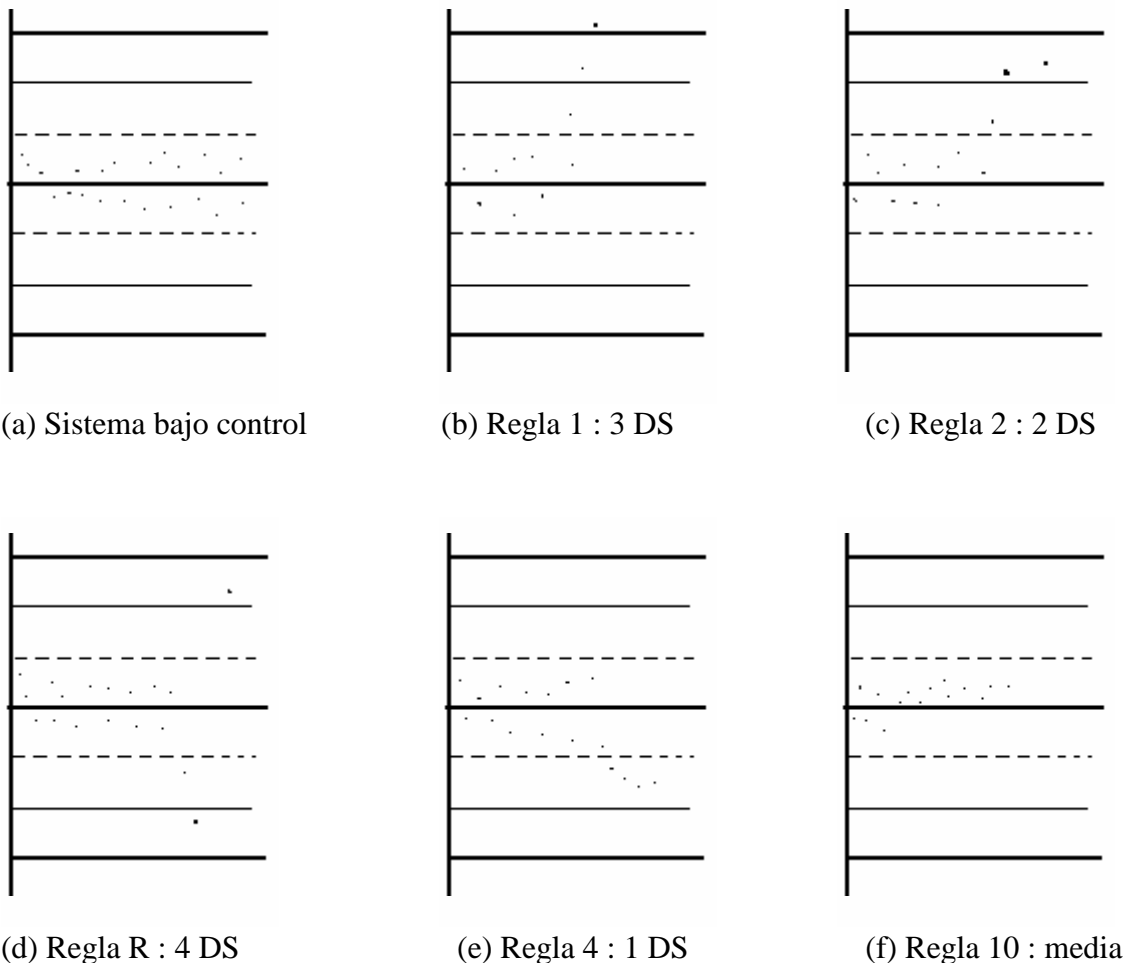 (a) Sistema bajo control
(b) Regla 1 : 3 DS
(c) Regla 2 : 2 DS
(d) Regla R : 4 DS
(e) Regla 4 : 1 DS
(f) Regla 10 : media